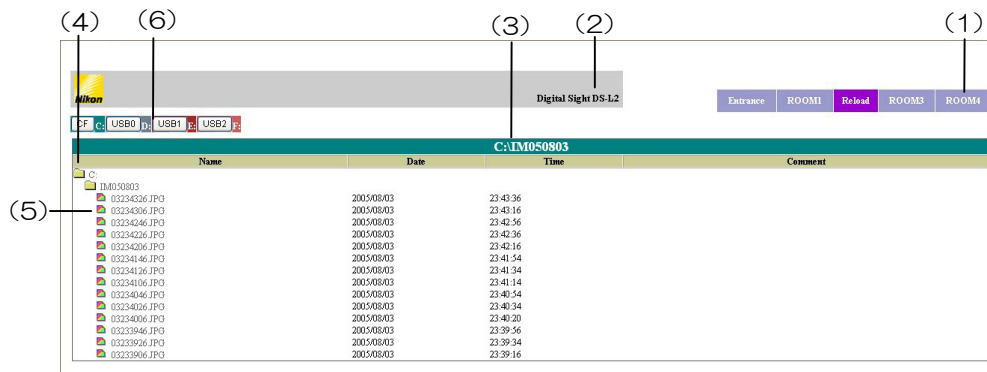 (4) (6) (3) (2) (1)
Nikon Digital Sight DS-L2
Entrance ROOM1 Reload ROOM3 ROOM4
CF C: USB0 D: USB1 E: USB2 F:
C:\IM050803
Name Date Time Comment
C:
IM050803
03234326.JPG 2005/08/03 23:43:36
(5) 03234306.JPG 2005/08/03 23:43:16
03234246.JPG 2005/08/03 23:42:56
03234226.JPG 2005/08/03 23:42:36
03234206.JPG 2005/08/03 23:42:16
03234146.JPG 2005/08/03 23:41:54
03234126.JPG 2005/08/03 23:41:34
03234106.JPG 2005/08/03 23:41:14
03234046.JPG 2005/08/03 23:40:54
03234026.JPG 2005/08/03 23:40:34
03234006.JPG 2005/08/03 23:40:20
03233946.JPG 2005/08/03 23:39:56
03233926.JPG 2005/08/03 23:39:34
03233906.JPG 2005/08/03 23:39:16